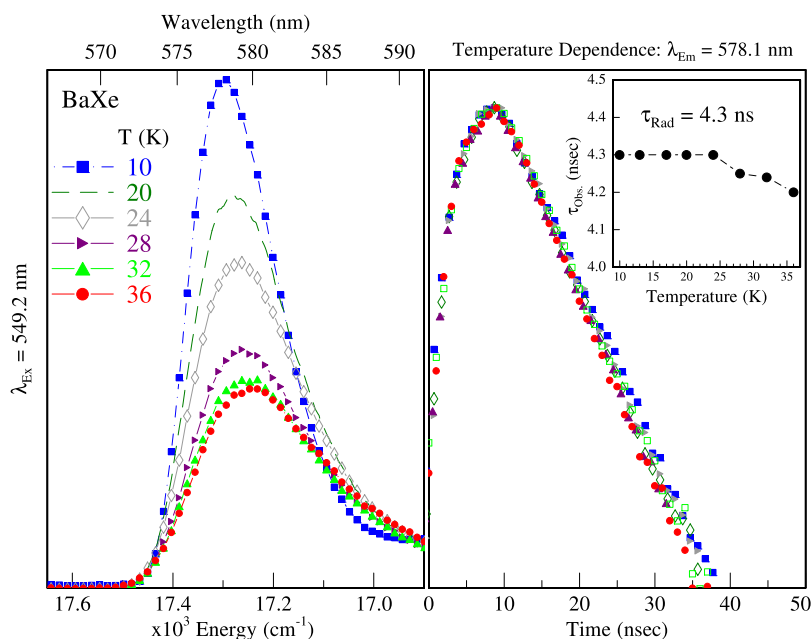 Wavelength (nm)
570 575 580 585 590
BaXe
T (K)
10
20
24
28
32
36
λEx = 549.2 nm
17.6 17.4 17.2 17.0
x10³ Energy (cm⁻¹)
Temperature Dependence: λEm = 578.1 nm
4.5
4.4
4.3
4.2
4.1
4.0
τObs. (nsec)
τRad = 4.3 ns
10 15 20 25 30 35
Temperature (K)
0 10 20 30 40 50
Time (nsec)